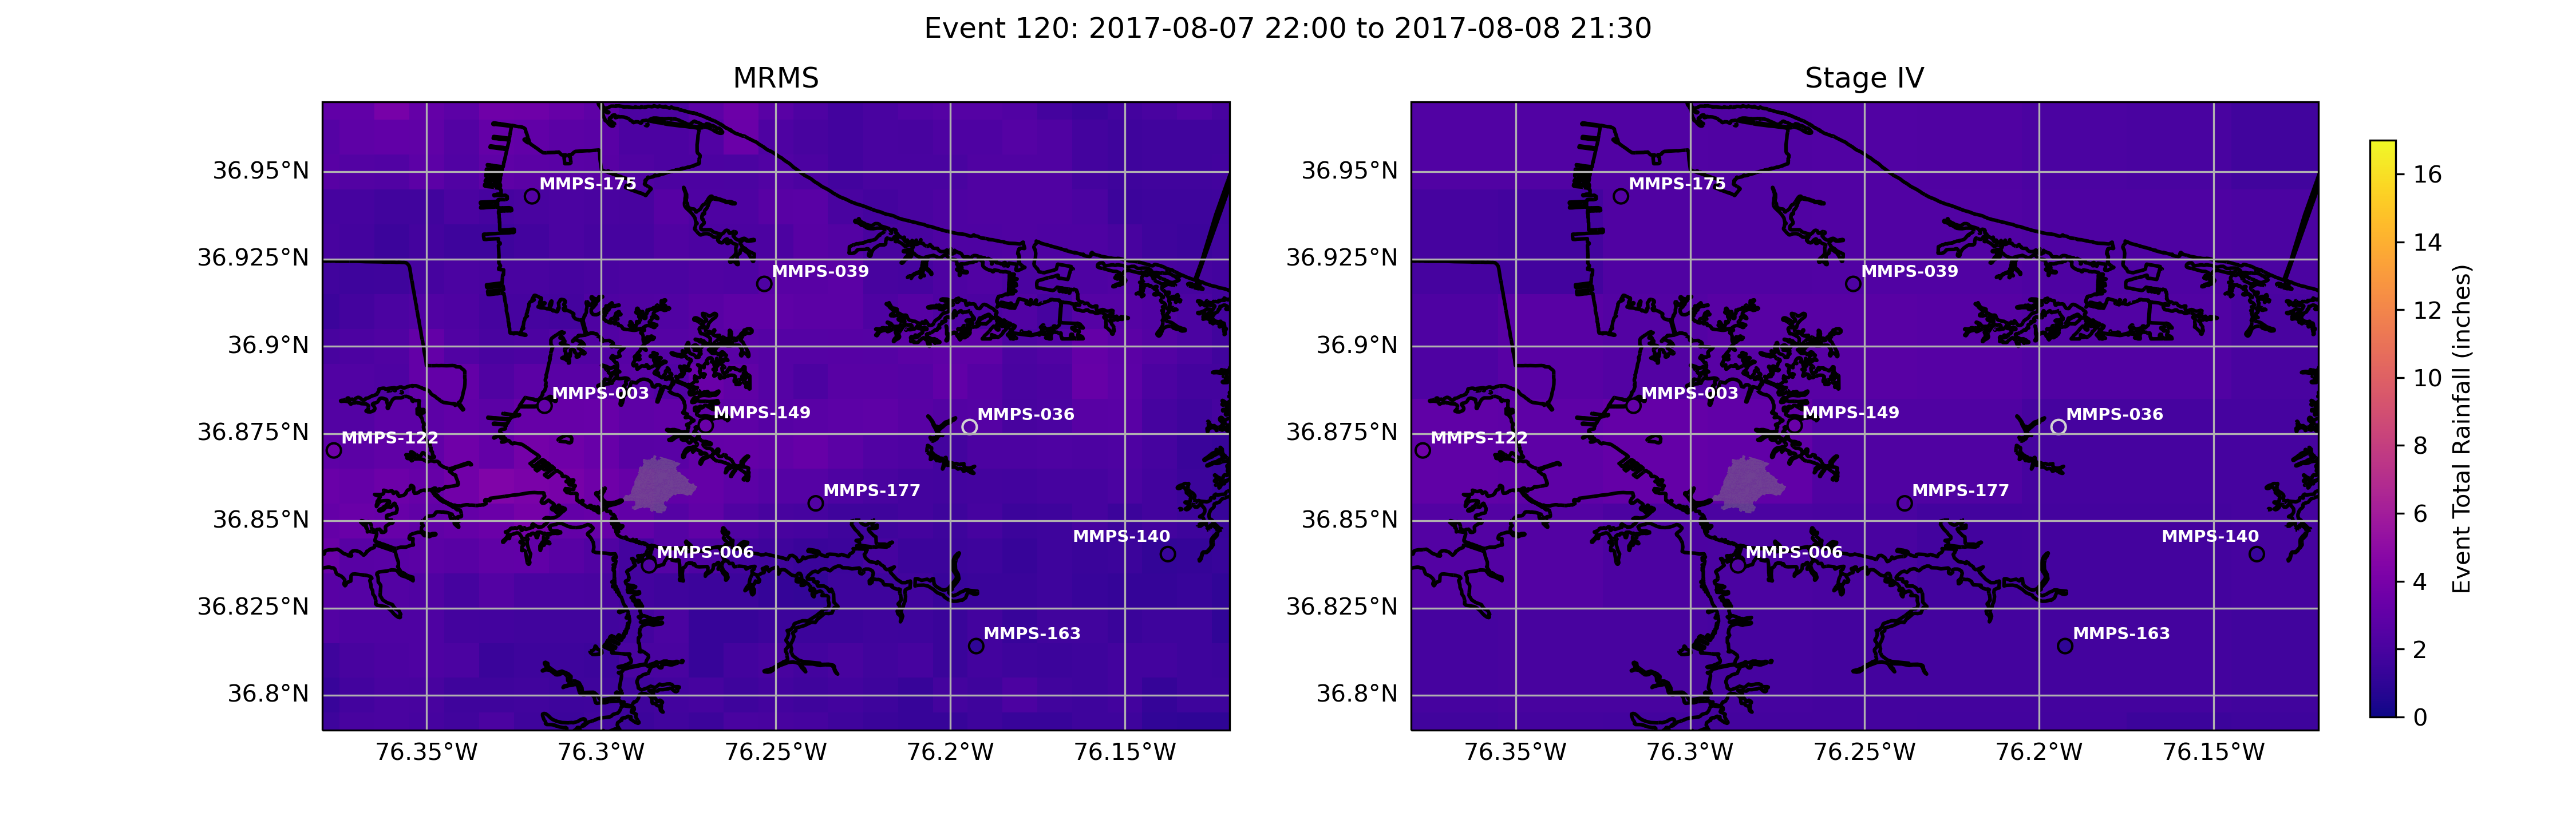 Event 120: 2017-08-07 22:00 to 2017-08-08 21:30
MRMS
36.95°N
36.925°N
36.9°N
36.875°N
36.85°N
36.825°N
36.8°N
76.35°W
76.3°W
76.25°W
76.2°W
76.15°W
MMPS-175
MMPS-039
MMPS-003
MMPS-149
MMPS-036
MMPS-122
MMPS-177
MMPS-140
MMPS-006
MMPS-163
Stage IV
36.95°N
36.925°N
36.9°N
36.875°N
36.85°N
36.825°N
36.8°N
76.35°W
76.3°W
76.25°W
76.2°W
76.15°W
MMPS-175
MMPS-039
MMPS-003
MMPS-149
MMPS-036
MMPS-122
MMPS-177
MMPS-140
MMPS-006
MMPS-163
16
14
12
10
8
6
4
2
0
Event Total Rainfall (inches)